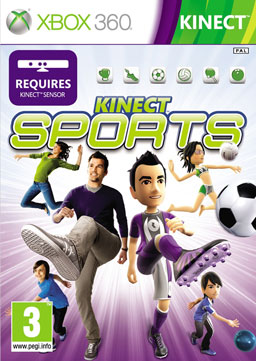 XBOX 360
KINECT
PAL
REQUIRES
KINECT™ SENSOR
KINECT
SPORTS
3
www.pegi.info